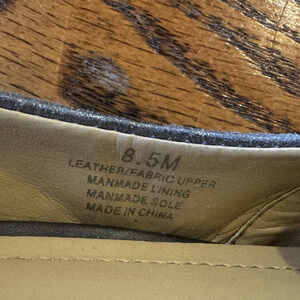 8.5M
LEATHER/FABRIC UPPER
MANMADE LINING
MANMADE SOLE
MADE IN CHINA